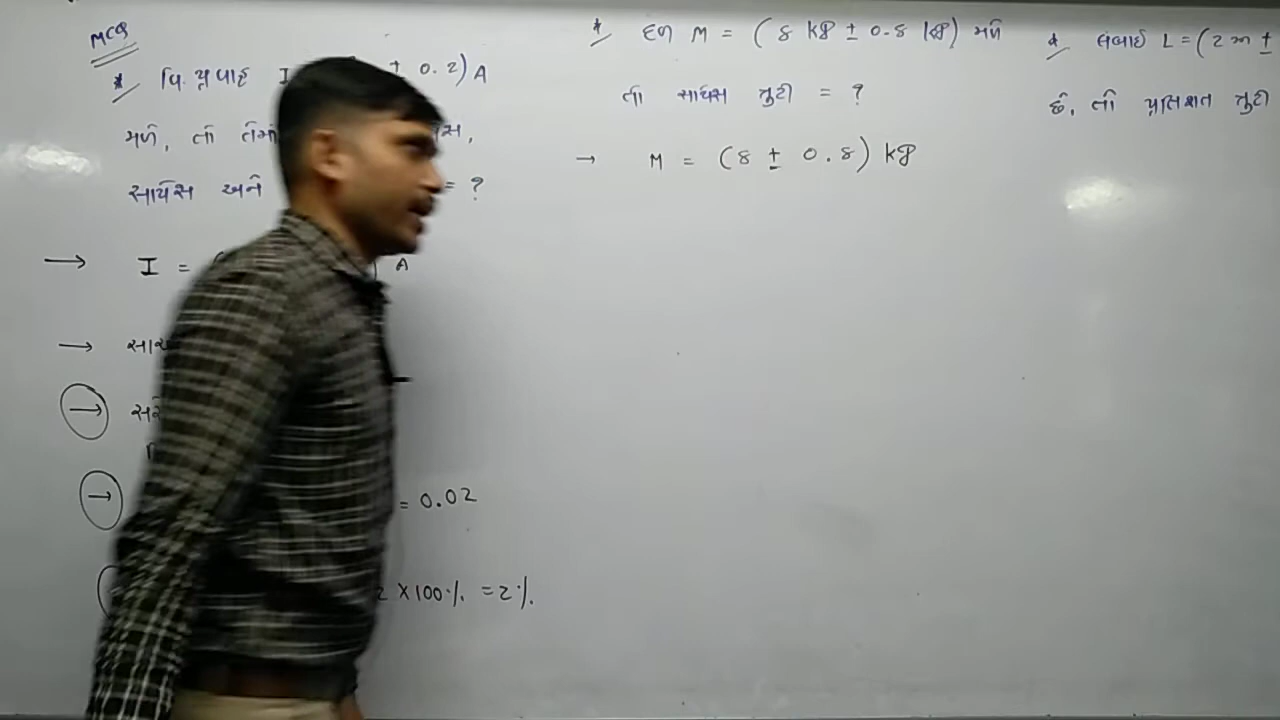 MCQ
* વિ. પ્રવાહ I ± 0.2) A
મળે, તો
સાપેક્ષ અને = ?
→ I = ( ) A
→
→
→ = 0.02
2 × 100 % = 2 %.
* દળ M = (8 kg ± 0.8 kg) મળે
તો સાપેક્ષ ત્રુટી = ?
→ M = (8 ± 0.8) kg
* લંબાઈ L = (2 m ±
છે, તો પ્રતિશત ત્રુટી